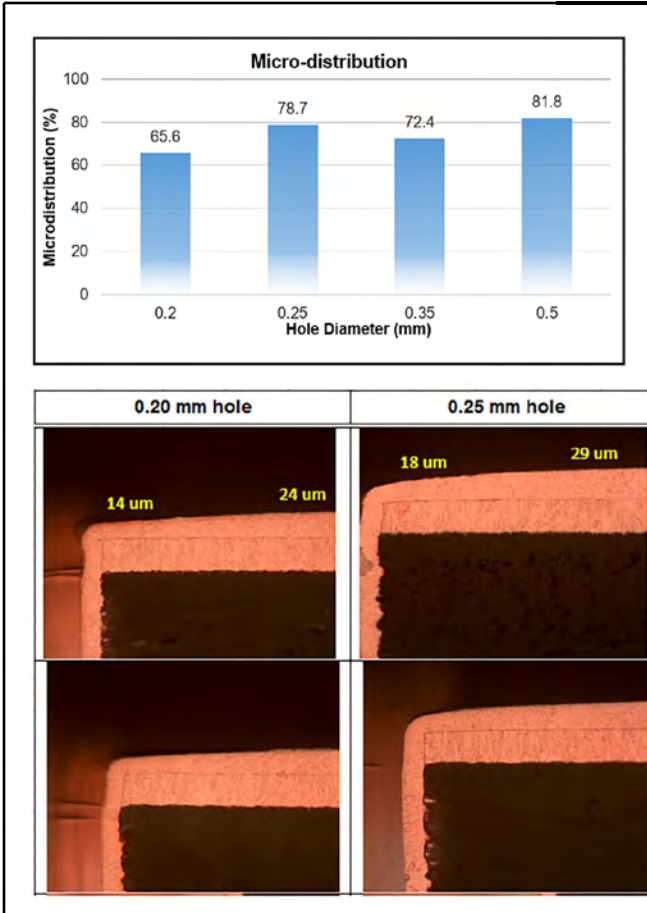 Micro-distribution
Microdistribution (%)
100
80
60
40
20
0
65.6
78.7
72.4
81.8
0.2
0.25
0.35
0.5
Hole Diameter (mm)
0.20 mm hole
0.25 mm hole
14 um
24 um
18 um
29 um